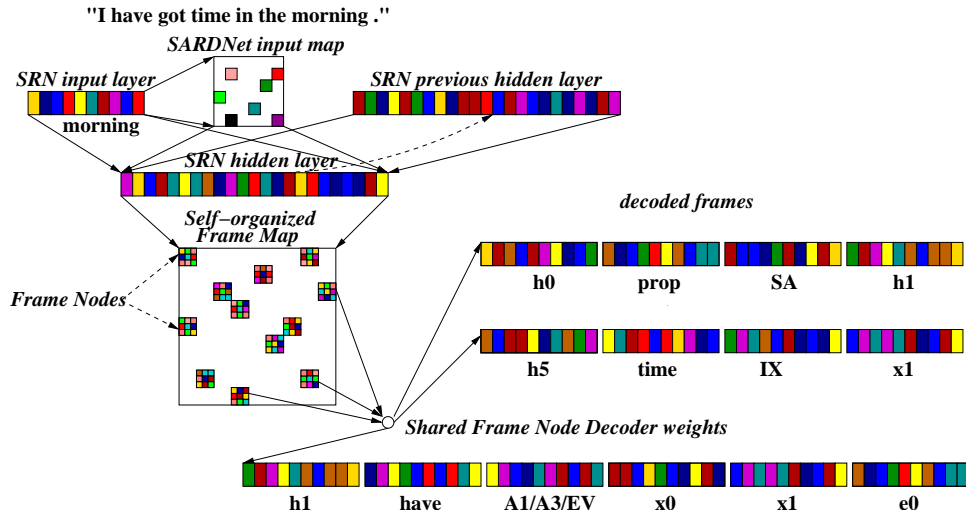 "I have got time in the morning ."
SARDNet input map
SRN input layer
SRN previous hidden layer
morning
SRN hidden layer
Self-organized
Frame Map
decoded frames
Frame Nodes
h0 prop SA h1
h5 time IX x1
Shared Frame Node Decoder weights
h1 have A1/A3/EV x0 x1 e0